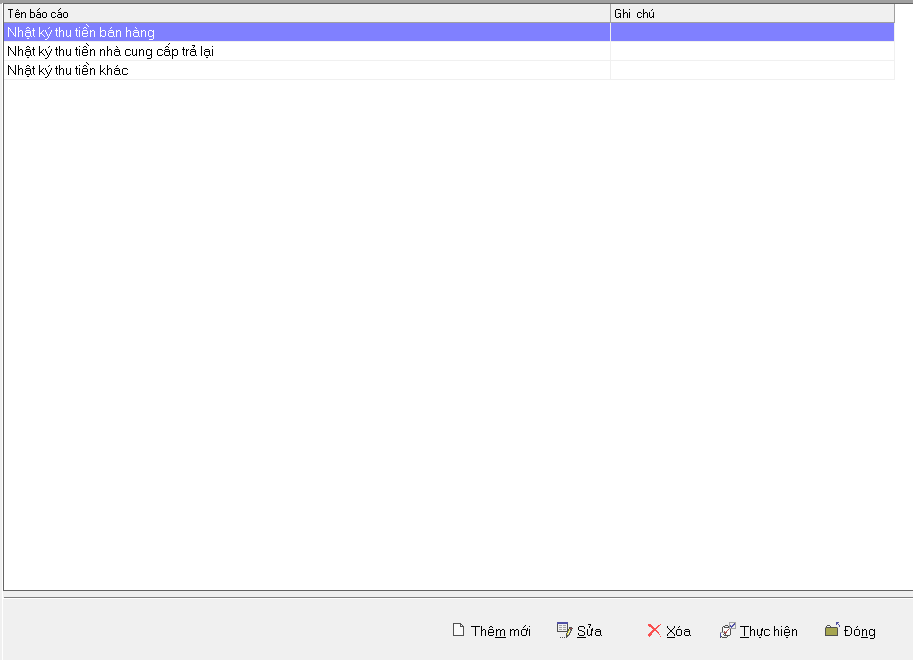 Tên báo cáo Ghi chú
Nhật ký thu tiền bán hàng
Nhật ký thu tiền nhà cung cấp trả lại
Nhật ký thu tiền khác
Thêm mới Sửa Xóa Thực hiện Đóng